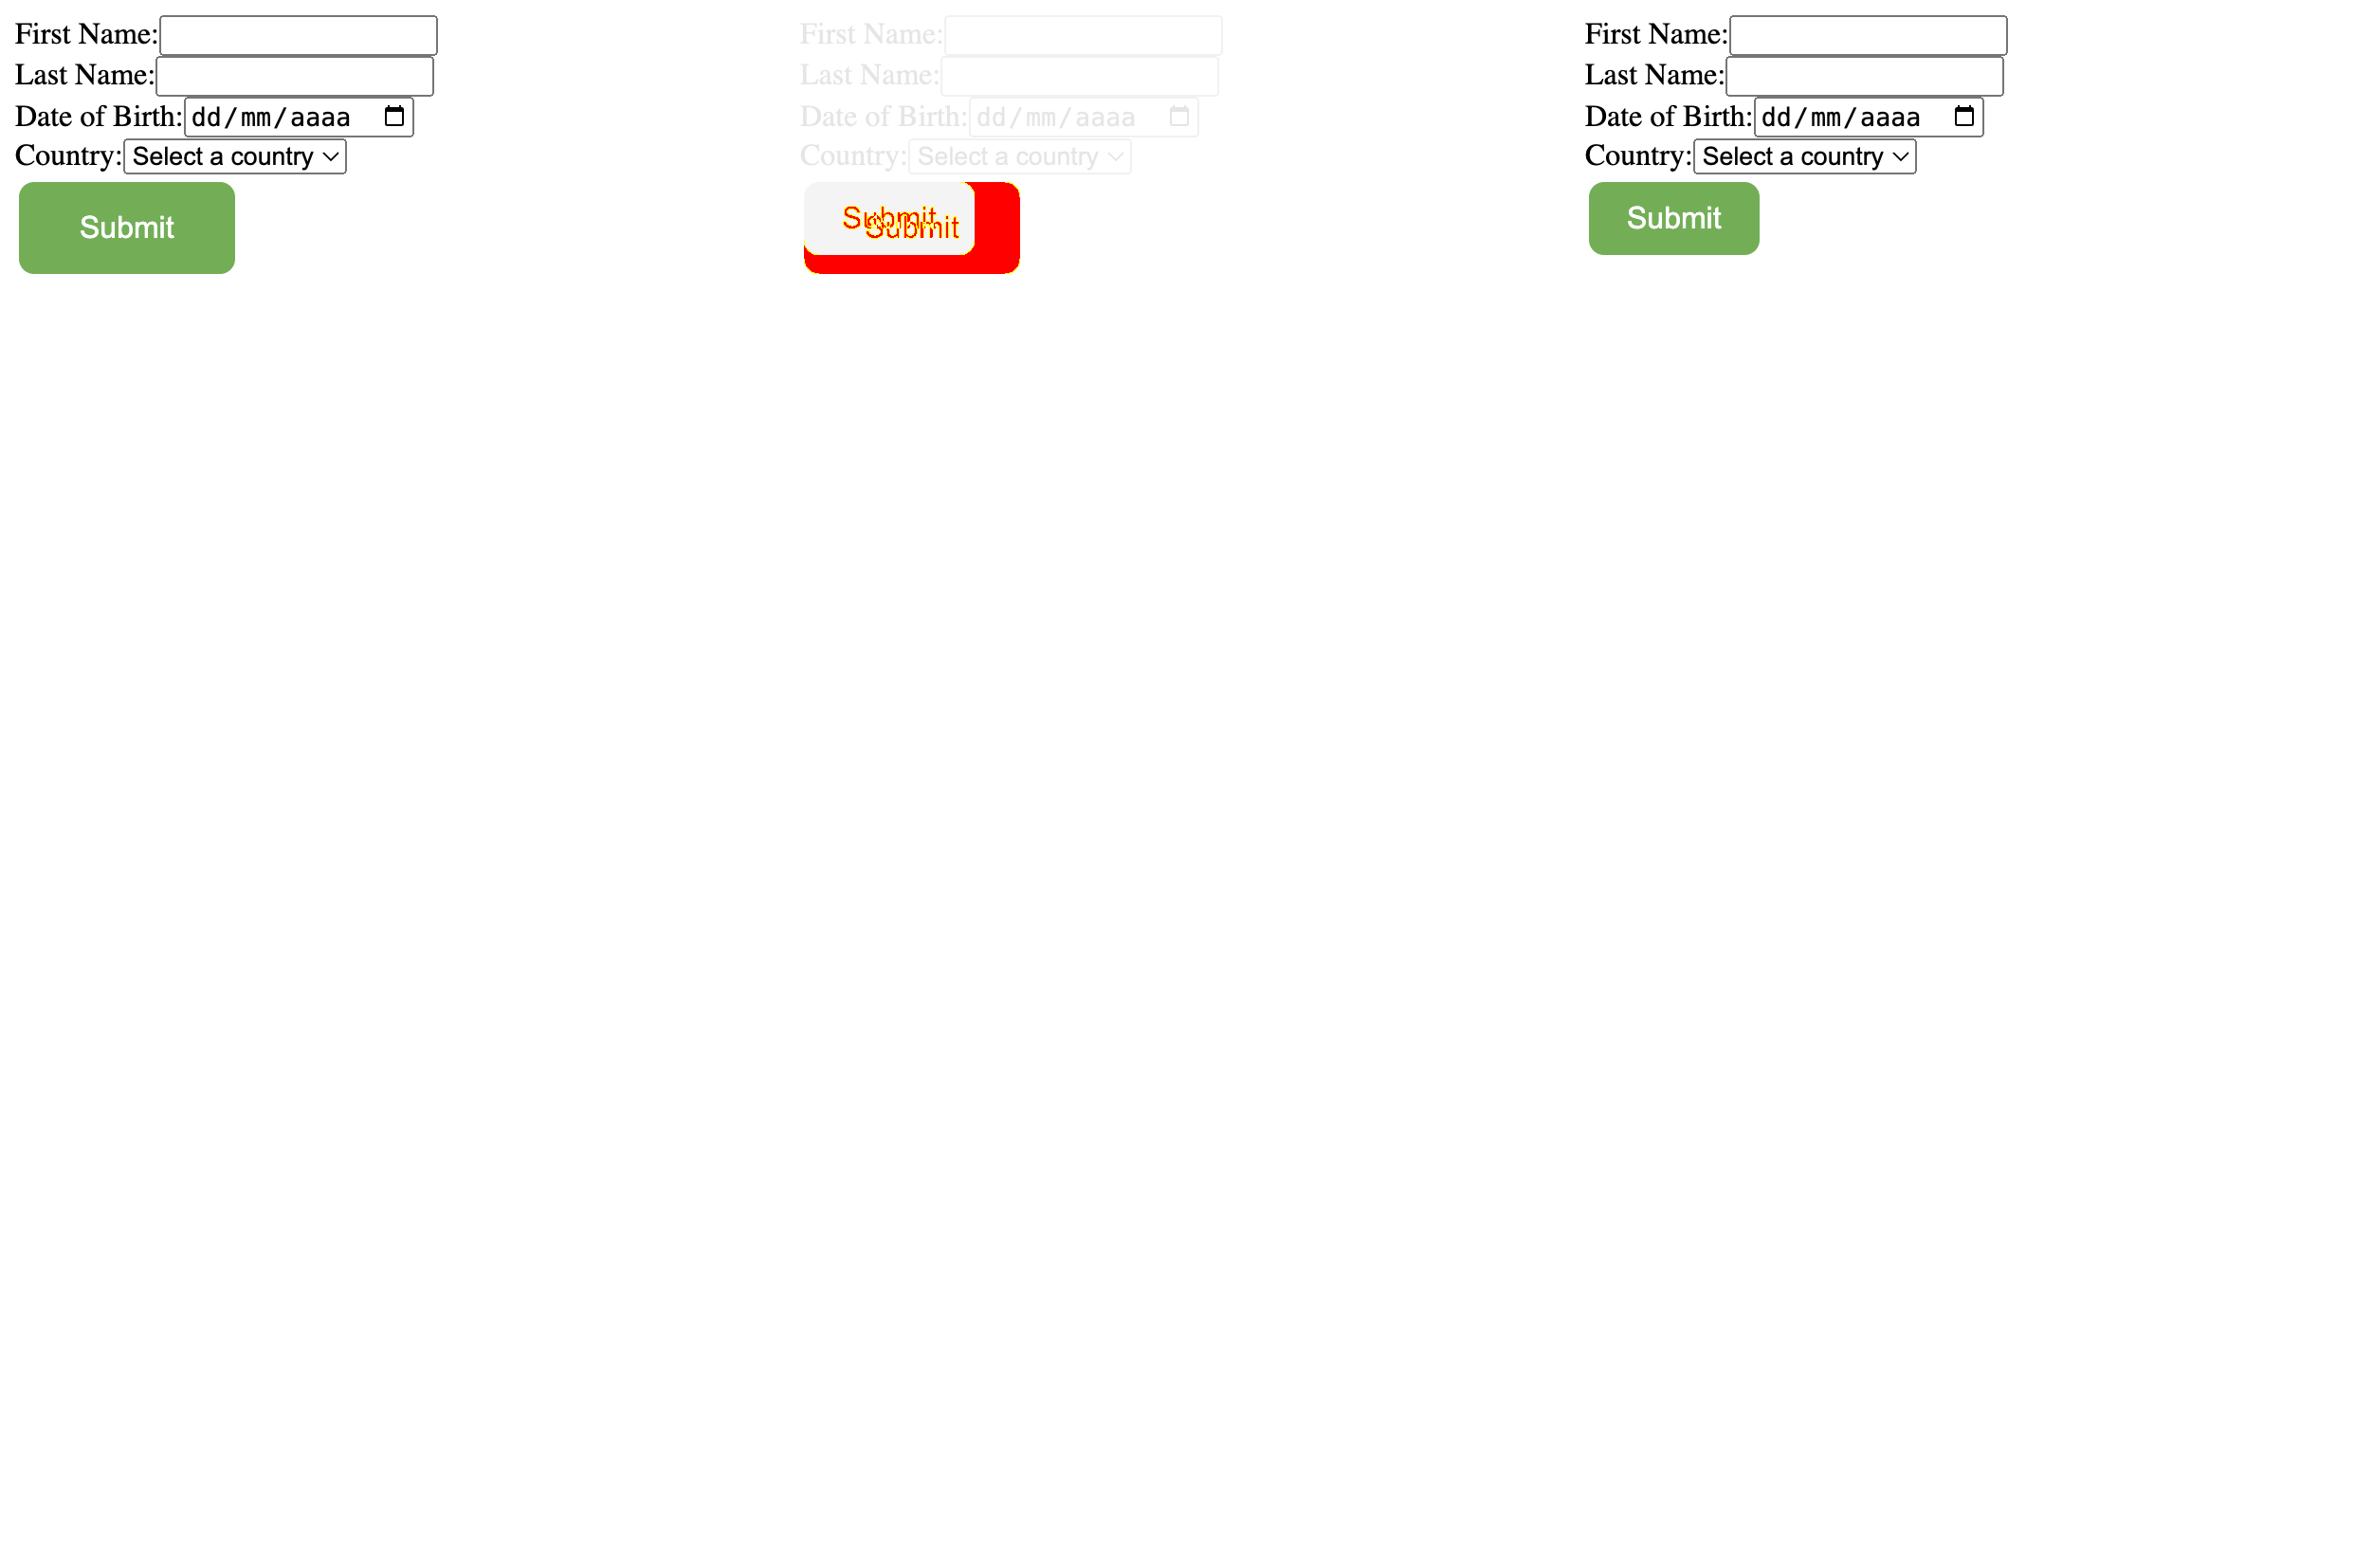 First Name:
Last Name:
Date of Birth: dd/mm/aaaa
Country: Select a country
Submit
First Name:
Last Name:
Date of Birth: dd/mm/aaaa
Country: Select a country
Submit
Submit
First Name:
Last Name:
Date of Birth: dd/mm/aaaa
Country: Select a country
Submit